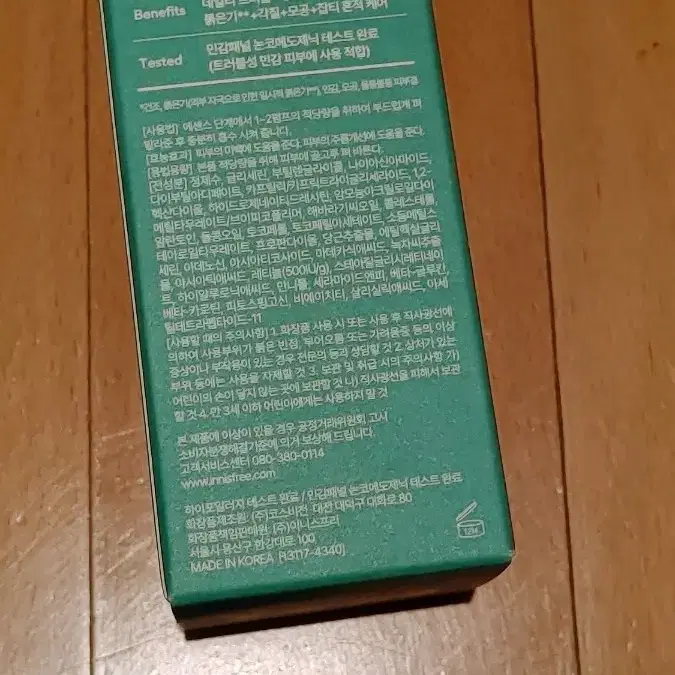 Benefits
붉은기**+각질+모공+잡티 흔적 케어
Tested
민감패널 논코메도제닉 테스트 완료
(트러블성 민감 피부에 사용 적합)
*건조, 붉은기(외부 자극으로 인한 일시적 붉은기**), 민감, 모공, 울퉁불퉁 피부결
[사용법] 에센스 단계에서 1~2펌프의 적당량을 취하여 부드럽게 펴
발라준 후 충분히 흡수 시켜 줍니다.
[효능효과] 피부의 미백에 도움을 준다. 피부의 주름개선에 도움을 준다.
[용법용량] 본품 적당량을 취해 피부에 골고루 펴 바른다.
[전성분] 정제수, 글리세린, 부틸렌글라이콜, 나이아신아마이드,
다이부틸아디페이트, 카프릴릭/카프릭트라이글리세라이드, 1,2-
헥산다이올, 하이드로제네이티드레시틴, 암모늄아크릴로일다이
메틸타우레이트/브이피코폴리머, 해바라기씨오일, 콜레스테롤,
알란토인, 돌콩오일, 토코페롤, 토코페릴아세테이트, 소듐메틸스
테아로일타우레이트, 프로판다이올, 당근추출물, 에틸헥실글리
세린, 아데노신, 아시아티코사이드, 마데카식애씨드, 녹차씨추출
물, 아시아틱애씨드, 레티놀(500IU/g), 스테아릴글리시레티네이
트, 하이알루로닉애씨드, 만니톨, 세라마이드엔피, 베타-글루칸,
베타-카로틴, 피토스핑고신, 비에이치티, 살리실릭애씨드, 아세
틸테트라펩타이드-11
[사용할 때의 주의사항] 1. 화장품 사용 시 또는 사용 후 직사광선에
의하여 사용부위가 붉은 반점, 부어오름 또는 가려움증 등의 이상
증상이나 부작용이 있는 경우 전문의 등과 상담할 것 2. 상처가 있는
부위 등에는 사용을 자제할 것 3. 보관 및 취급 시의 주의사항 가)
어린이의 손이 닿지 않는 곳에 보관할 것 나) 직사광선을 피해서 보관
할 것 4. 만 3세 이하 어린이에게는 사용하지 말 것
본 제품에 이상이 있을 경우 공정거래위원회 고시
소비자분쟁해결기준에 의거 보상해 드립니다.
고객서비스센터 080-380-0114
www.innisfree.com
하이포알러지 테스트 완료 / 민감패널 논코메도제닉 테스트 완료
화장품제조원: (주)코스비전 대전 대덕구 대화로 80
화장품책임판매원: (주)이니스프리
서울시 용산구 한강대로 100
MADE IN KOREA (13117-4340)
12M